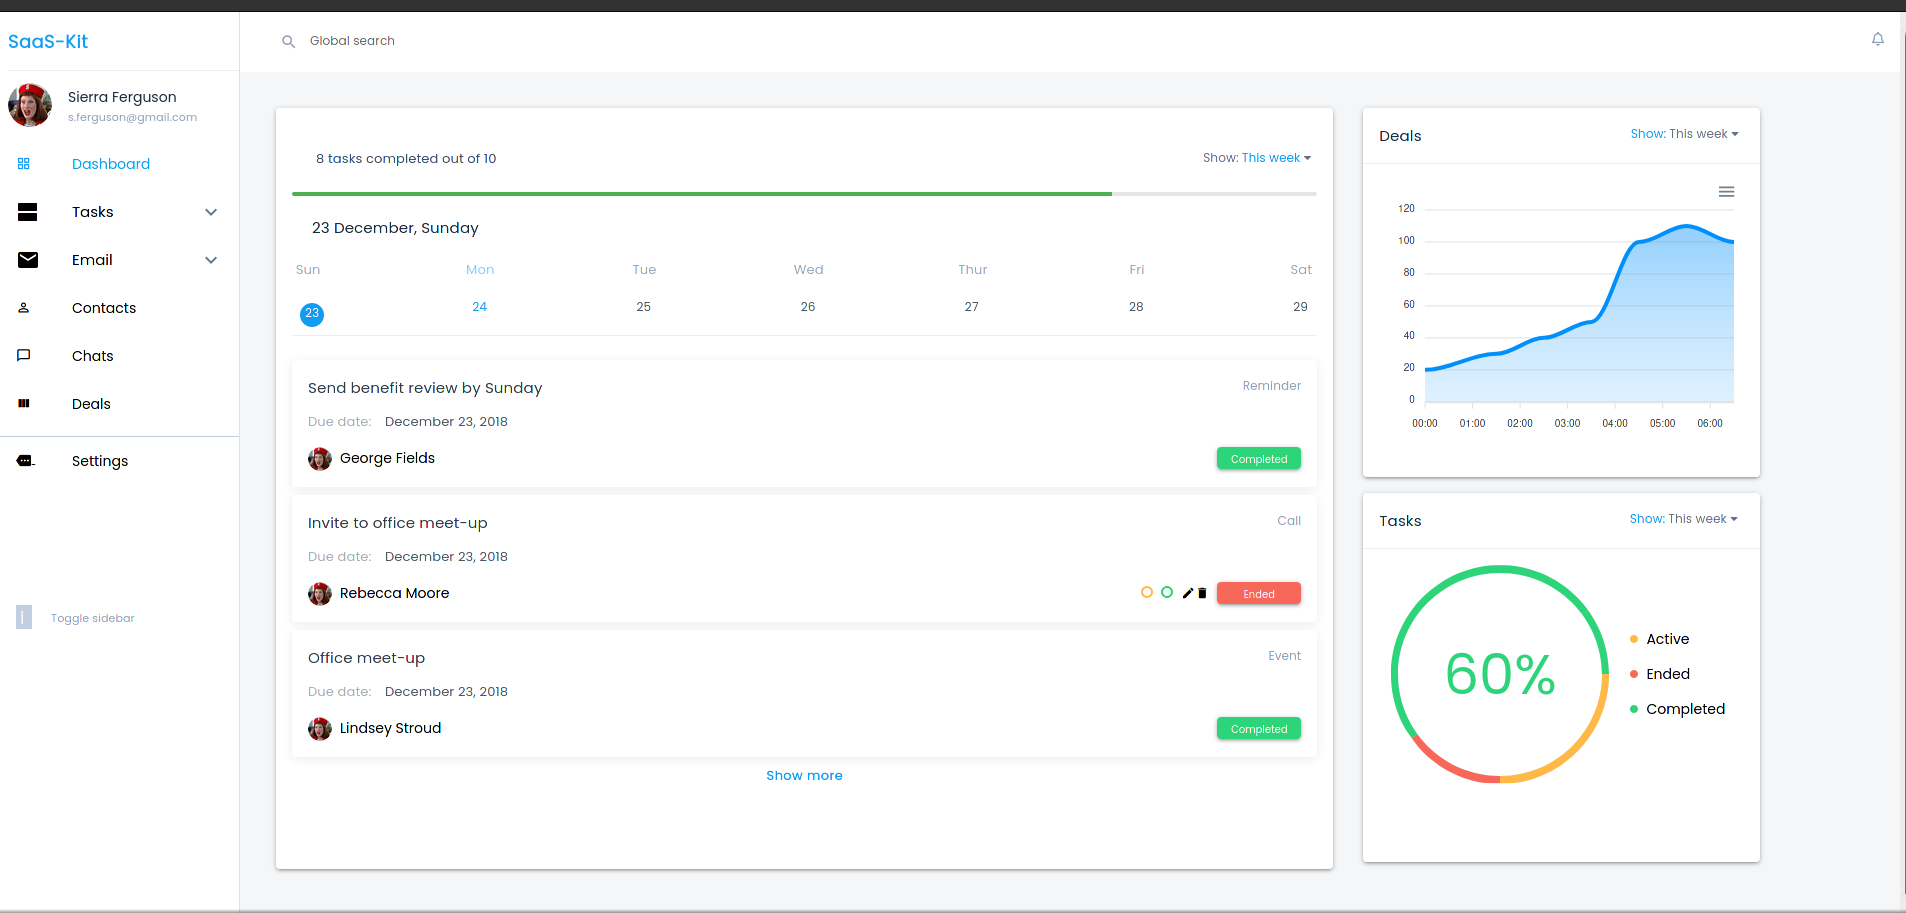 SaaS-Kit
Global search
Sierra Ferguson
s.ferguson@gmail.com
Dashboard
Tasks
Email
Contacts
Chats
Deals
Settings
Toggle sidebar
8 tasks completed out of 10
Show: This week
23 December, Sunday
Sun Mon Tue Wed Thur Fri Sat
23 24 25 26 27 28 29
Send benefit review by Sunday
Reminder
Due date: December 23, 2018
George Fields
Completed
Invite to office meet-up
Call
Due date: December 23, 2018
Rebecca Moore
Ended
Office meet-up
Event
Due date: December 23, 2018
Lindsey Stroud
Completed
Show more
Deals
Show: This week
120
100
80
60
40
20
0
00:00 01:00 02:00 03:00 04:00 05:00 06:00
Tasks
Show: This week
60%
Active
Ended
Completed